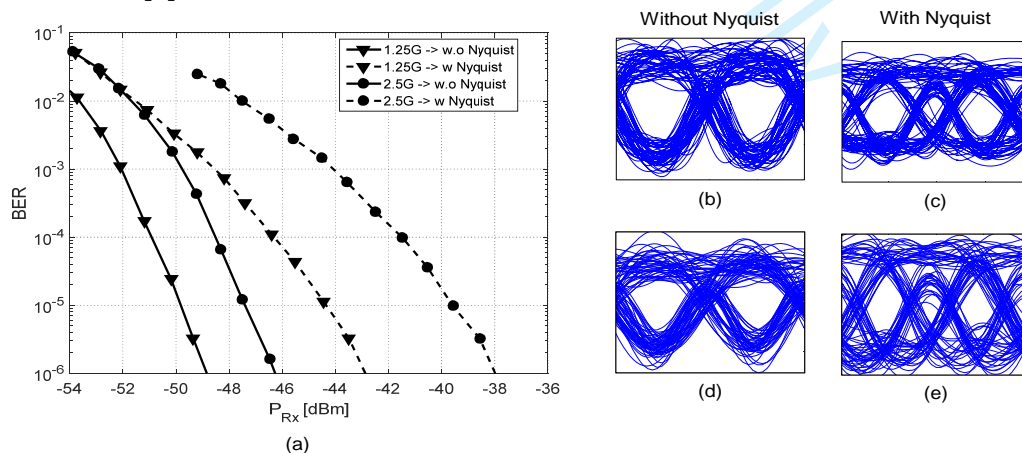 Without Nyquist
With Nyquist
10^-1
10^-2
10^-3
10^-4
10^-5
10^-6
BER
1.25G -> w.o Nyquist
1.25G -> w Nyquist
2.5G -> w.o Nyquist
2.5G -> w Nyquist
-54 -52 -50 -48 -46 -44 -42 -40 -38 -36
P_Rx [dBm]
(a)
(b)
(c)
(d)
(e)